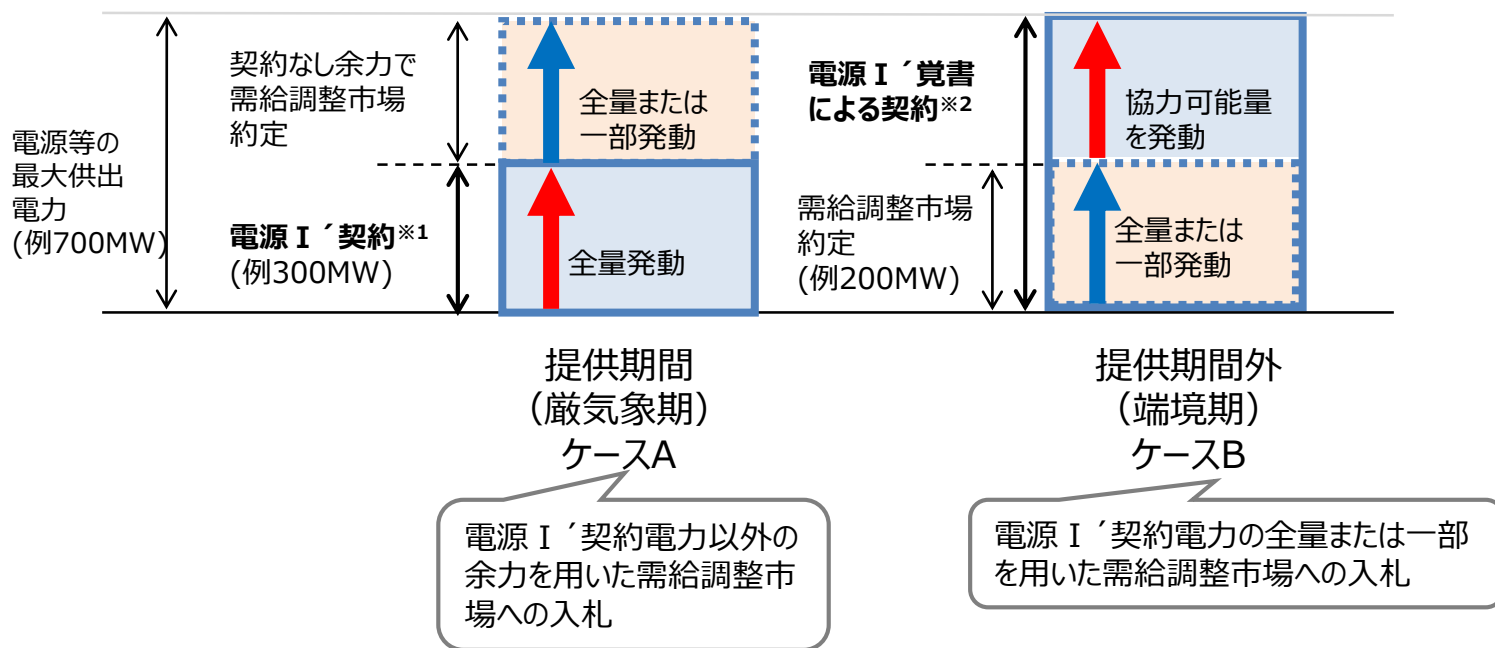 電源等の
最大供出
電力
(例700MW)
契約なし余力で
需給調整市場
約定
電源Ⅰ´契約※1
(例300MW)
全量または
一部発動
全量発動
電源Ⅰ´覚書
による契約※2
需給調整市場
約定
(例200MW)
協力可能量
を発動
全量または
一部発動
提供期間
(厳気象期)
ケースA
提供期間外
(端境期)
ケースB
電源Ⅰ´契約電力以外の
余力を用いた需給調整市
場への入札
電源Ⅰ´契約電力の全量または一部
を用いた需給調整市場への入札